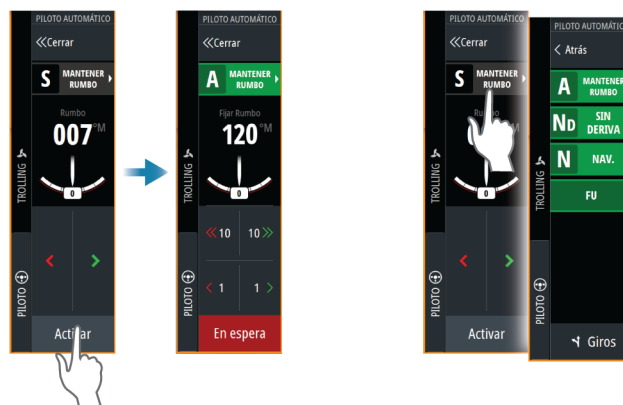 PILOTO AUTOMÁTICO
«Cerrar
S MANTENER
RUMBO
Rumbo
007°M
0
< >
Activar
TROLLING
PILOTO
PILOTO AUTOMÁTICO
«Cerrar
A MANTENER
RUMBO
Fijar Rumbo
120°M
0
«10 10»
< 1 1 >
En espera
TROLLING
PILOTO
PILOTO AUTOMÁTICO
«Cerrar
S MANTENER
RUMBO
0
< >
Activar
TROLLING
PILOTO
PILOTO AUTOMÁTICO
< Atrás
A MANTENER
RUMBO
ND SIN
DERIVA
N NAV.
FU
Giros
TROLLING
PILOTO